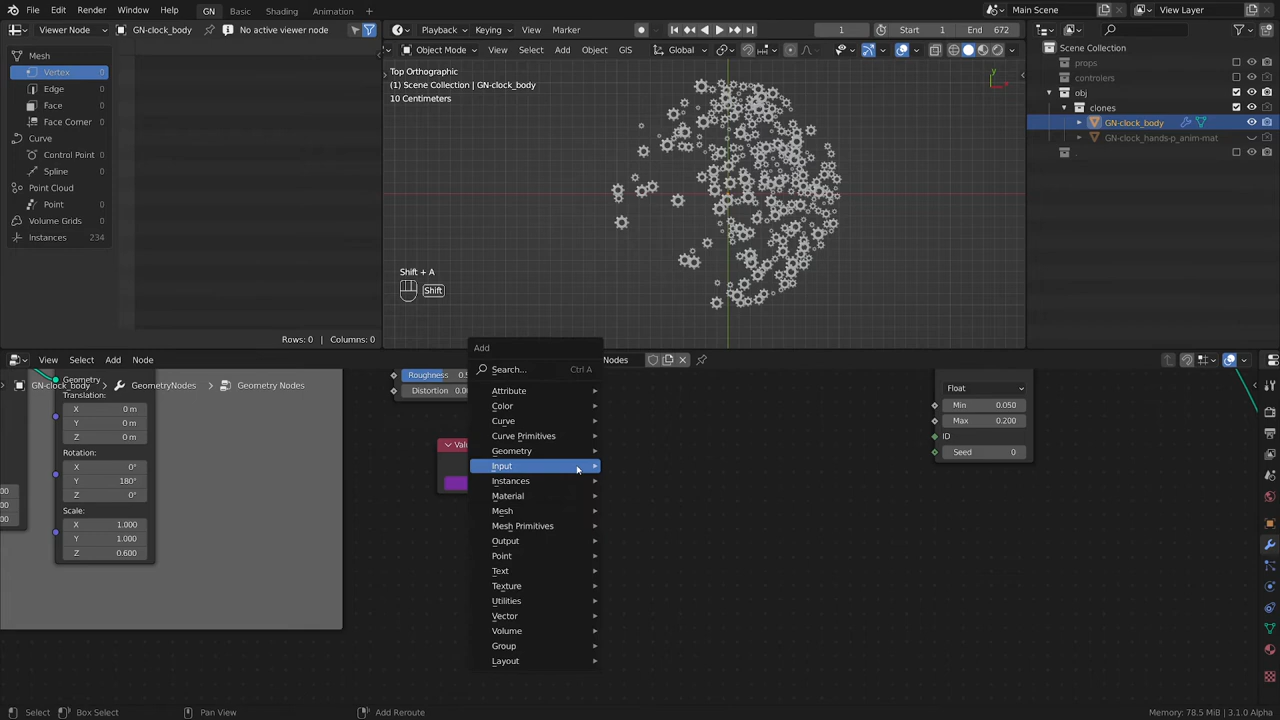 File Edit Render Window Help GN Basic Shading Animation Main Scene View Layer
Viewer Node GN-clock_body No active viewer node
Mesh
Vertex 0
Edge 0
Face 0
Face Corner 0
Curve
Control Point 0
Spline 0
Point Cloud
Point 0
Volume Grids 0
Instances 234
Rows: 0 | Columns: 0
Playback Keying View Marker 1 Start 1 End 672
Object Mode View Select Add Object GIS Global
Top Orthographic
(1) Scene Collection | GN-clock_body
10 Centimeters
y
Shift + A
Shift
Scene Collection
props
controlers
obj
clones
GN-clock_body
GN-clock_hands-p_anim-mat
View Select Add Node Nodes
GN-clock_body GeometryNodes Geometry Nodes
Geometry
Translation:
X 0 m
Y 0 m
Z 0 m
Rotation:
X 0°
Y 180°
Z 0°
Scale:
X 1.000
Y 1.000
Z 0.600
Roughness
Distortion
Add
Search... Ctrl A
Attribute
Color
Curve
Curve Primitives
Geometry
Input
Instances
Material
Mesh
Mesh Primitives
Output
Point
Text
Texture
Utilities
Vector
Volume
Group
Layout
Float
Min 0.050
Max 0.200
ID
Seed 0
Select Box Select Pan View Add Reroute Memory: 78.5 MiB | 3.1.0 Alpha